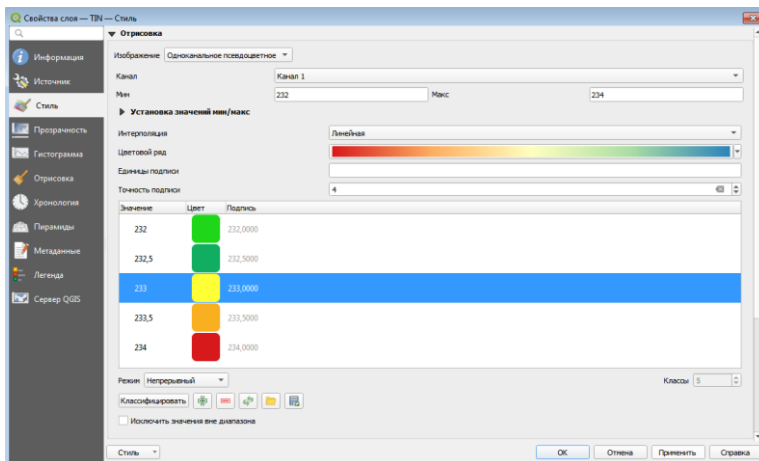 Свойства слоя — TIN — Стиль
Отрисовка
Изображение Одноканальное псевдоцветное
Информация
Источник
Стиль
Прозрачность
Гистограмма
Отрисовка
Хронология
Пирамиды
Метаданные
Легенда
Сервер QGIS
Канал Канал 1
Мин 232 Макс 234
Установка значений мин/макс
Интерполяция Линейная
Цветовой ряд
Единицы подписи
Точность подписи 4
Значение Цвет Подпись
232 232,0000
232,5 232,5000
233 233,0000
233,5 233,5000
234 234,0000
Режим Непрерывный Классы 5
Классифицировать
Исключить значения вне диапазона
Стиль OK Отмена Применить Справка